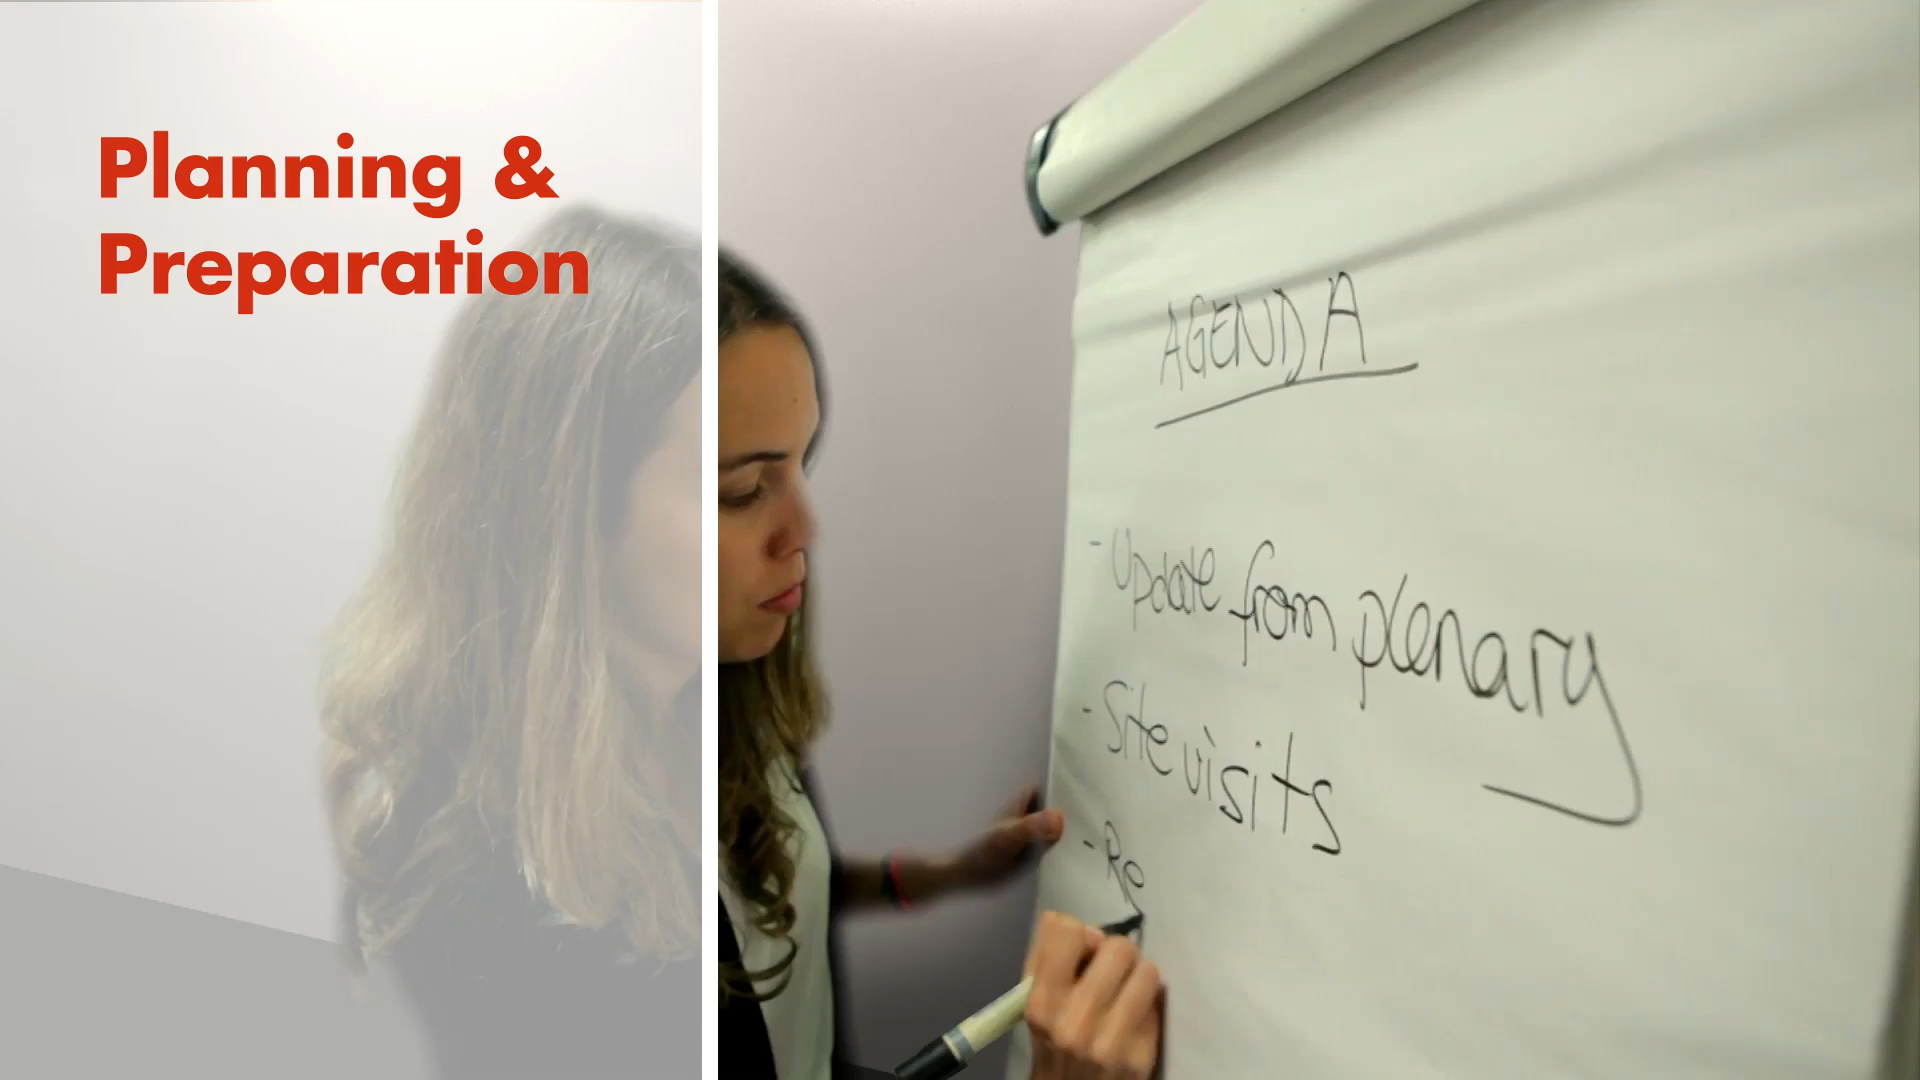 Planning &
Preparation
AGENDA
- Update from plenary
- Site visits
- Re